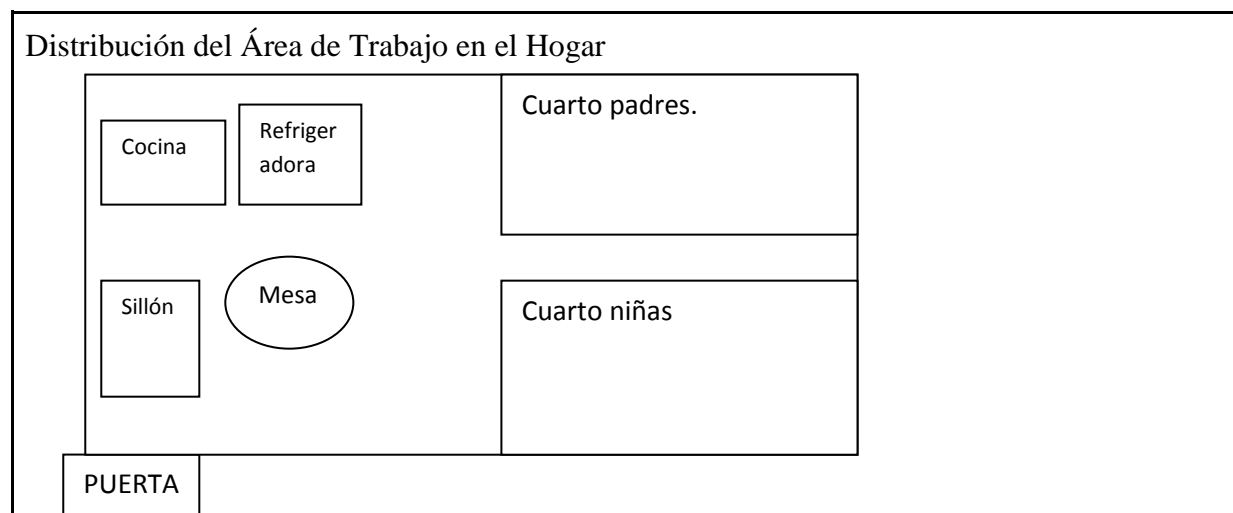 Distribución del Área de Trabajo en el Hogar
Cuarto padres.
Cocina
Refriger
adora
Sillón
Mesa
Cuarto niñas
PUERTA